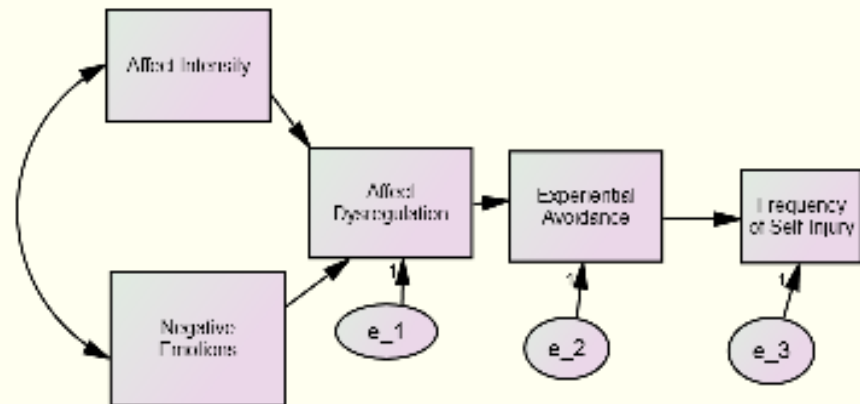 Affect Intensity
Affect
Dysregulation
Experiential
Avoidance
Frequency
of Self Injury
Negative
Emotions
1
1
1
e_1
e_2
e_3